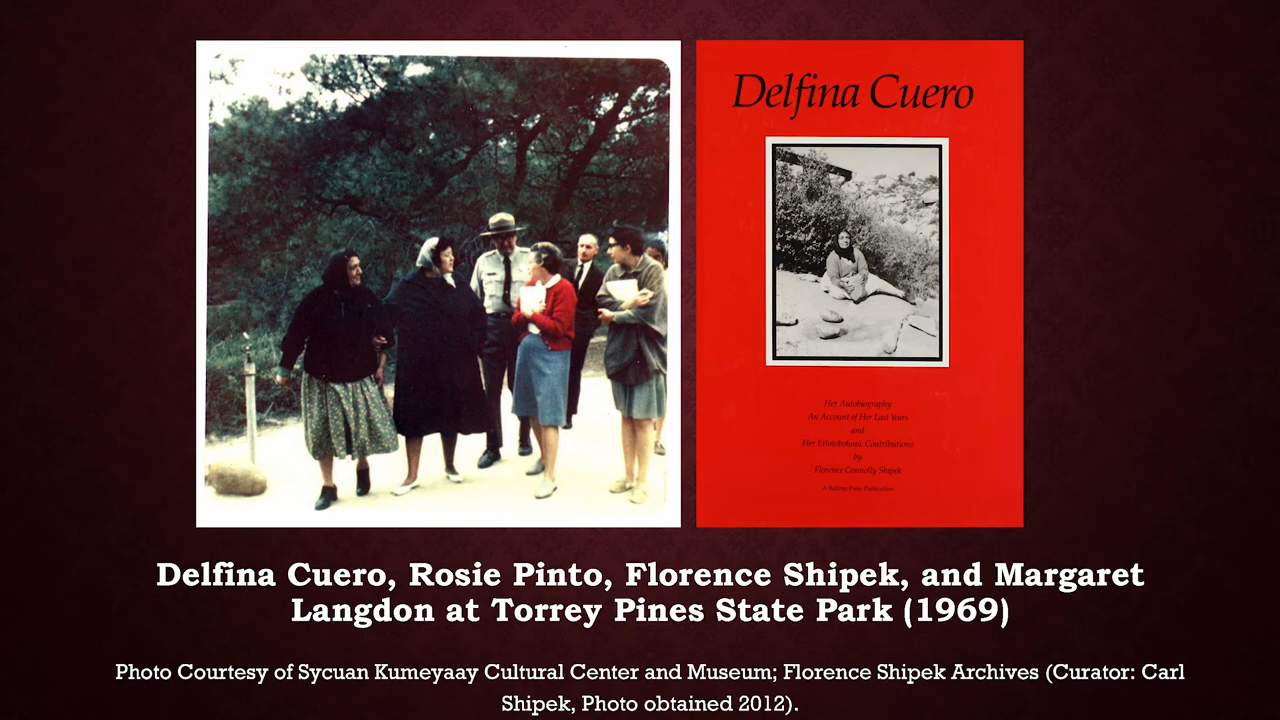 Delfina Cuero
Her Autobiography
An Account of Her Last Years
and
Her Ethnobotanic Contributions
by
Florence Connolly Shipek
A Ballena Press Publication
Delfina Cuero, Rosie Pinto, Florence Shipek, and Margaret
Langdon at Torrey Pines State Park (1969)
Photo Courtesy of Sycuan Kumeyaay Cultural Center and Museum; Florence Shipek Archives (Curator: Carl
Shipek, Photo obtained 2012).